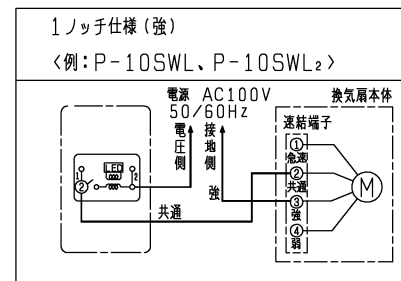 1ノッチ仕様(強)
〈例:P-10SWL、P-10SWL₂〉
電源 AC100V
50/60Hz
換気扇本体
電圧側
接地側
速結端子
LED
1
2
②
強
共通
①
急速
②
共通
③
強
④
弱
M